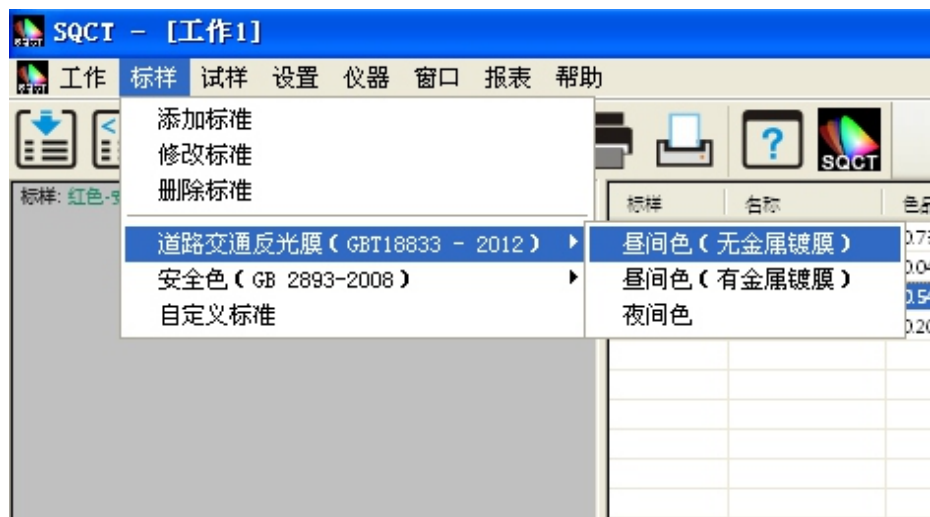 SQCT - [工作1]
工作 标样 试样 设置 仪器 窗口 报表 帮助
添加标准
修改标准
删除标准
SQCT
标样: 红色-
标样 名称 色品
道路交通反光膜(GBT18833 - 2012)
昼间色(无金属镀膜)
安全色(GB 2893-2008)
昼间色(有金属镀膜)
自定义标准
夜间色